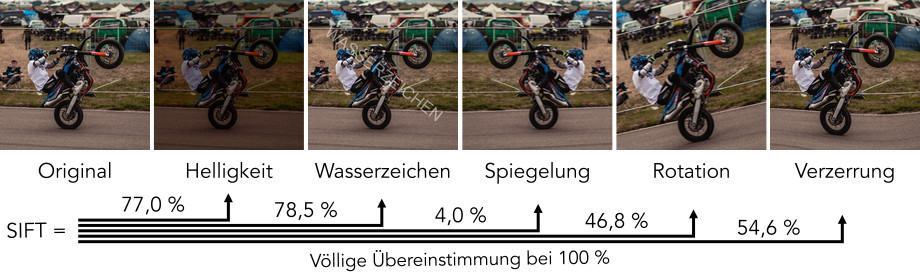 WASSERZEICHEN
Original Helligkeit Wasserzeichen Spiegelung Rotation Verzerrung
77,0 % 78,5 % 4,0 % 46,8 % 54,6 %
SIFT =
Völlige Übereinstimmung bei 100 %